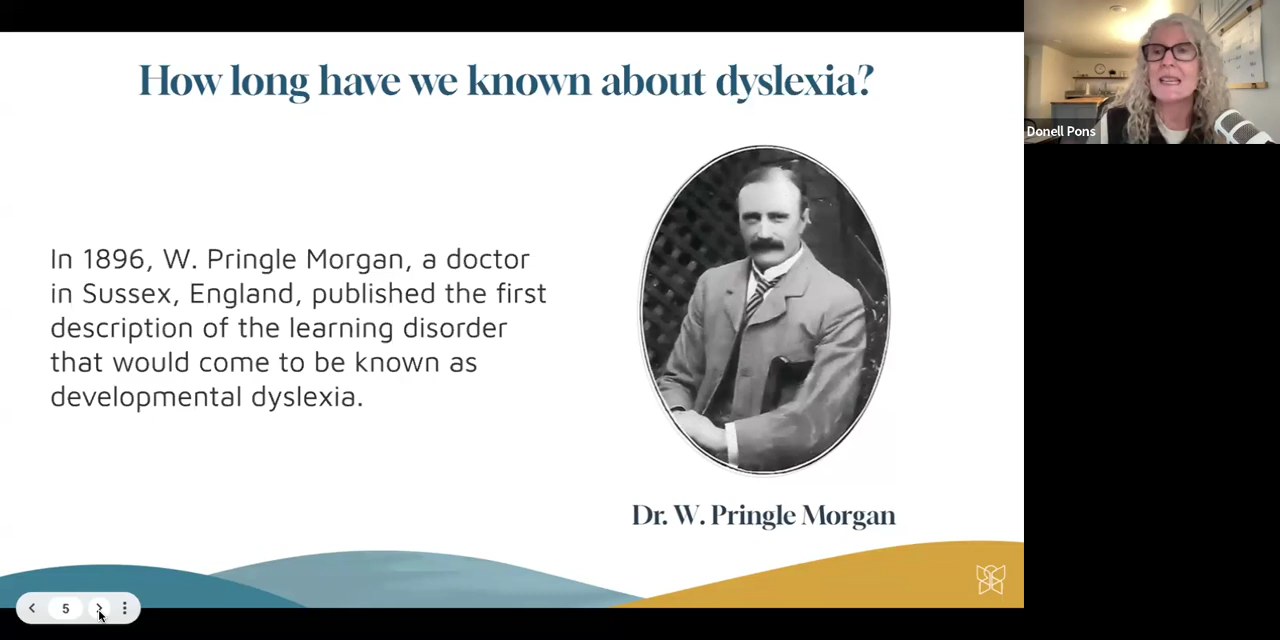 How long have we known about dyslexia?
In 1896, W. Pringle Morgan, a doctor
in Sussex, England, published the first
description of the learning disorder
that would come to be known as
developmental dyslexia.
Dr. W. Pringle Morgan
Donell Pons
5